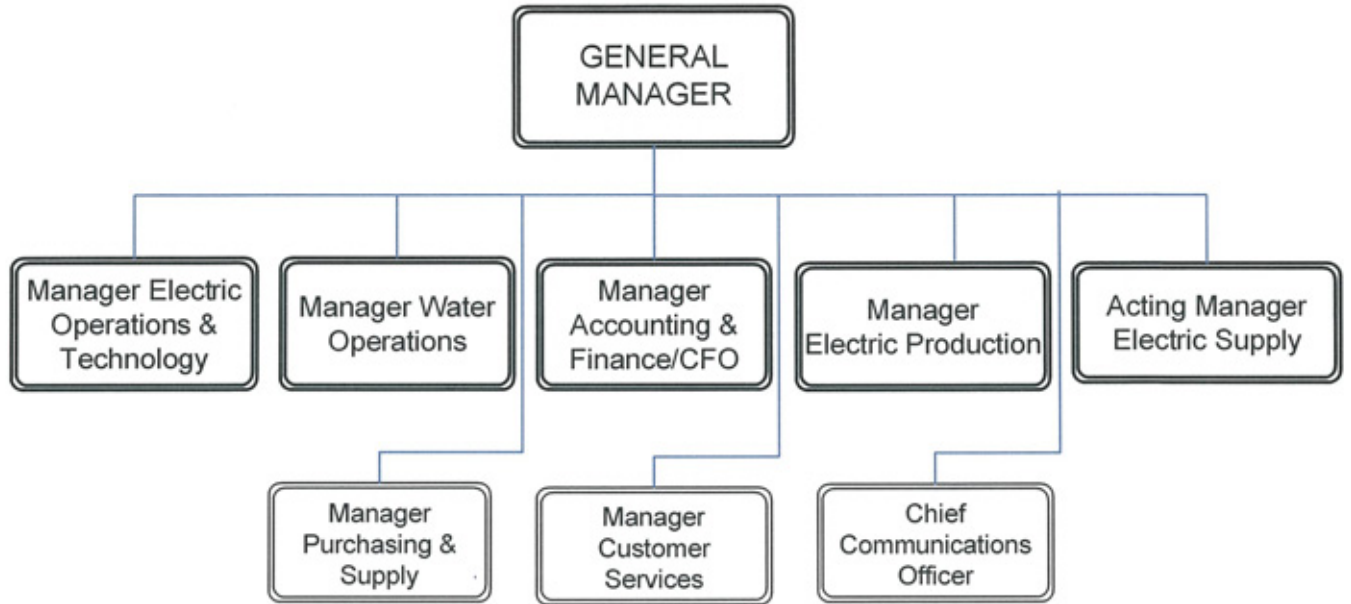 GENERAL
MANAGER
Manager Electric
Operations &
Technology
Manager Water
Operations
Manager
Accounting &
Finance/CFO
Manager
Electric Production
Acting Manager
Electric Supply
Manager
Purchasing &
Supply
Manager
Customer
Services
Chief
Communications
Officer